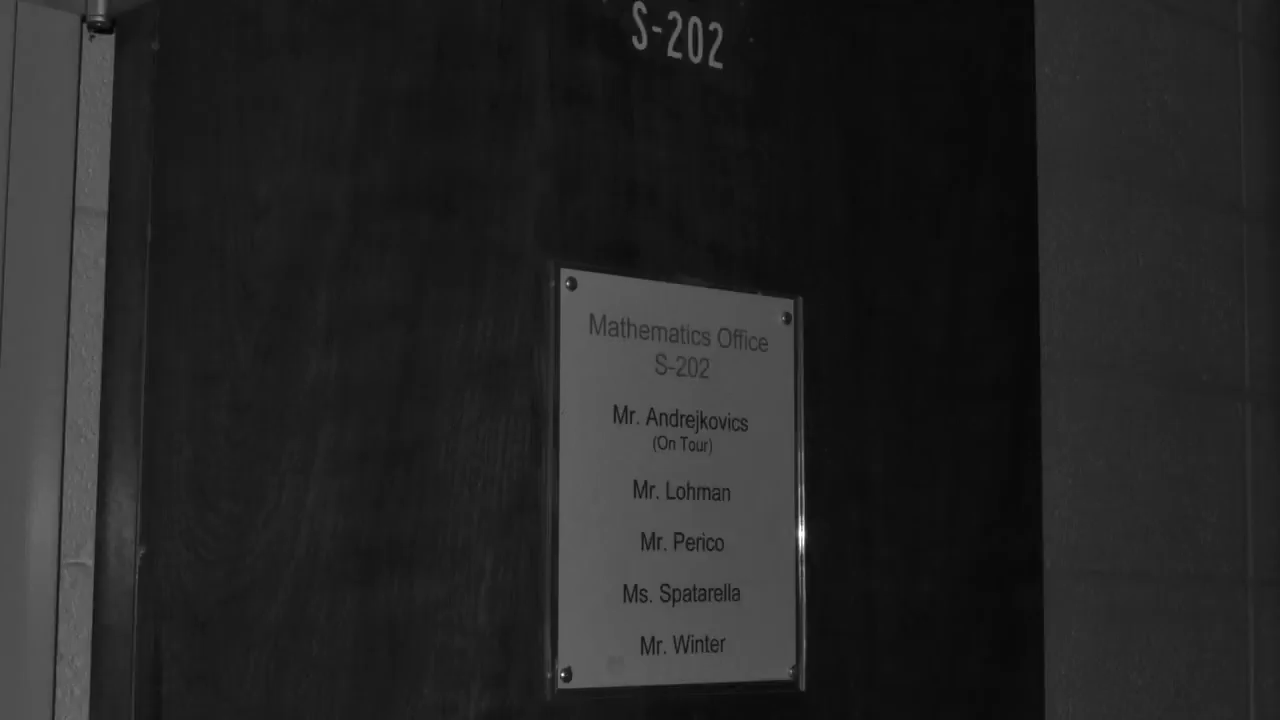 S-202
Mathematics Office
S-202
Mr. Andrejkovics
(On Tour)
Mr. Lohman
Mr. Perico
Ms. Spatarella
Mr. Winter